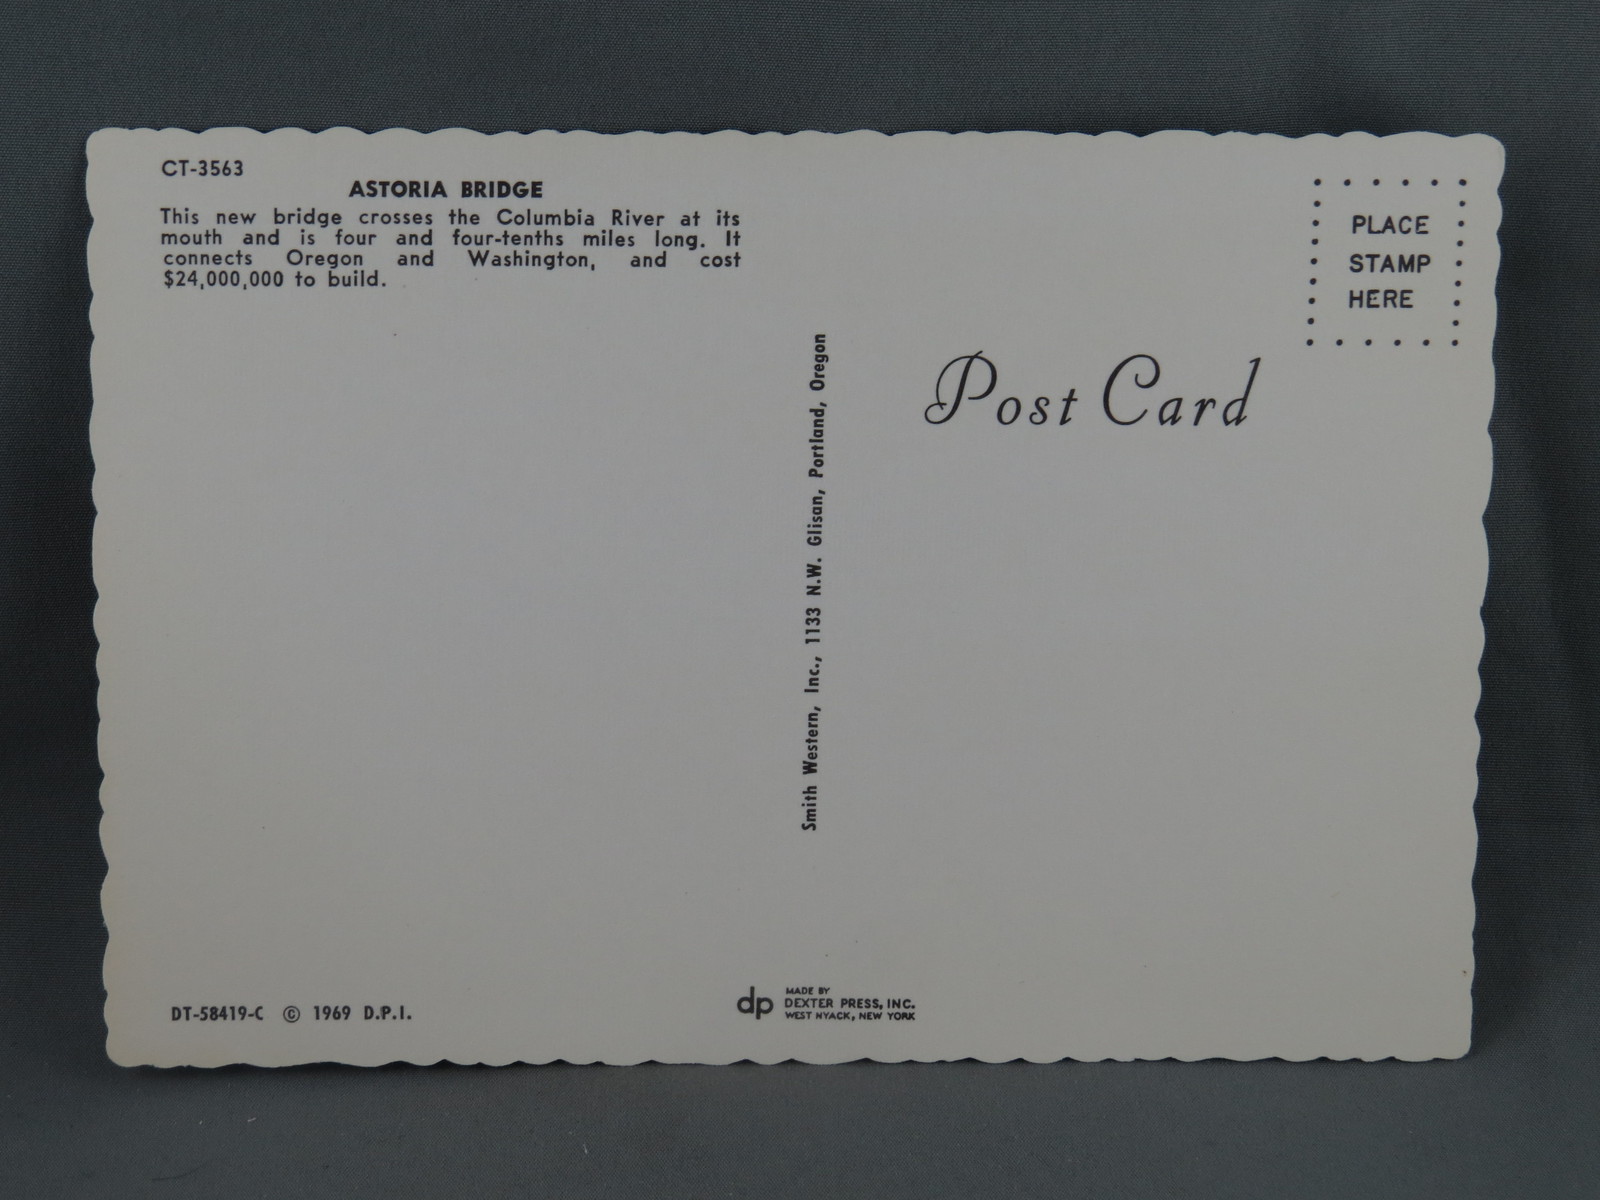 CT-3563
ASTORIA BRIDGE
This new bridge crosses the Columbia River at its
mouth and is four and four-tenths miles long. It
connects Oregon and Washington, and cost
$24,000,000 to build.
PLACE
STAMP
HERE
Post Card
Smith Western, Inc., 1133 N.W. Glisan, Portland, Oregon
DT-58419-C © 1969 D.P.I.
dp
MADE BY
DEXTER PRESS, INC.
WEST NYACK, NEW YORK